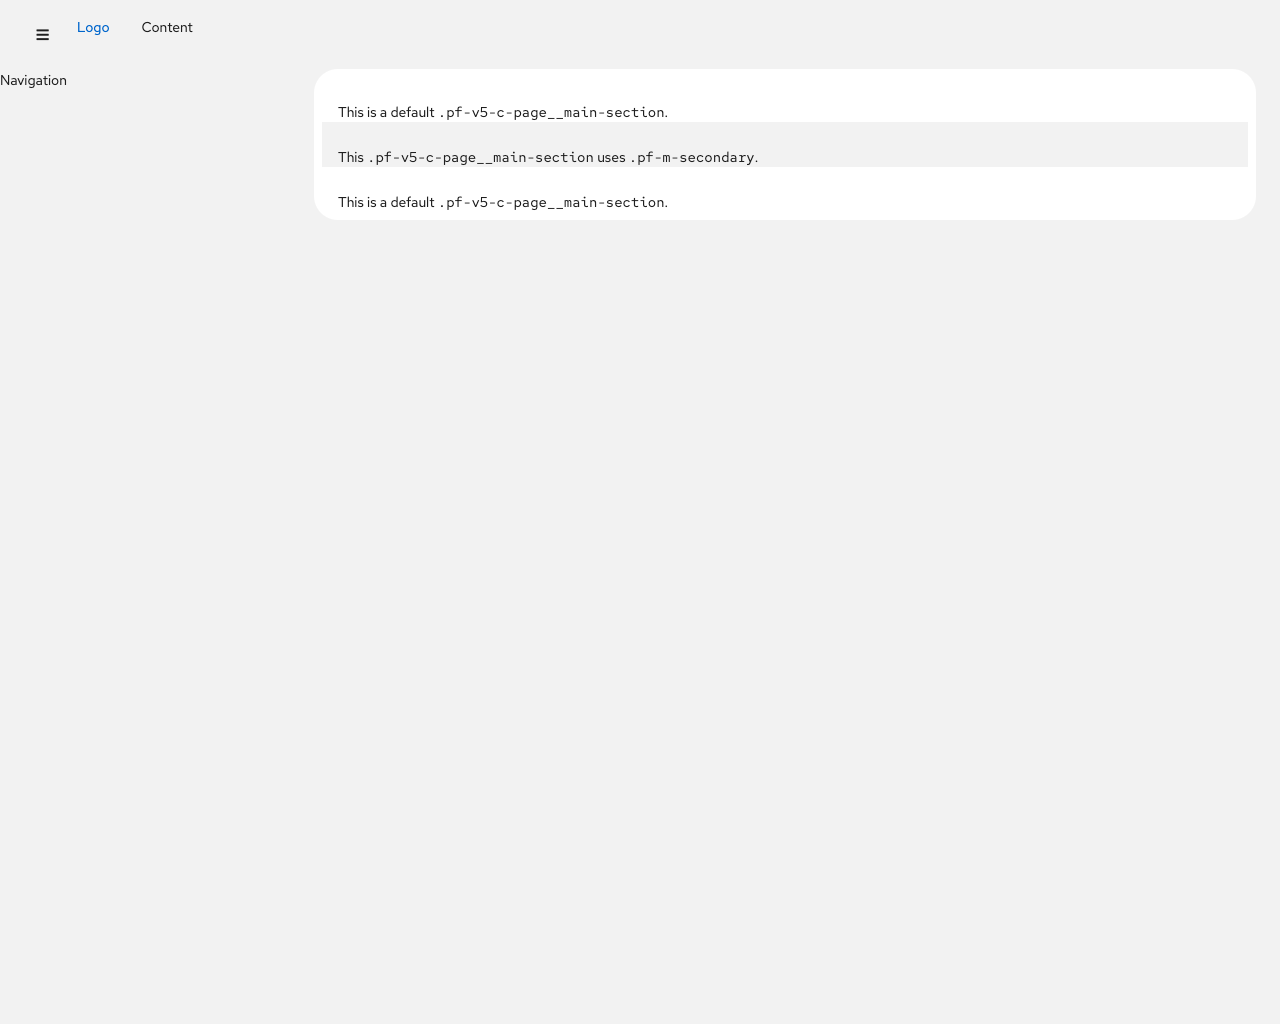 Logo
Content
Navigation
This is a default .pf-v5-c-page__main-section.
This .pf-v5-c-page__main-section uses .pf-m-secondary.
This is a default .pf-v5-c-page__main-section.